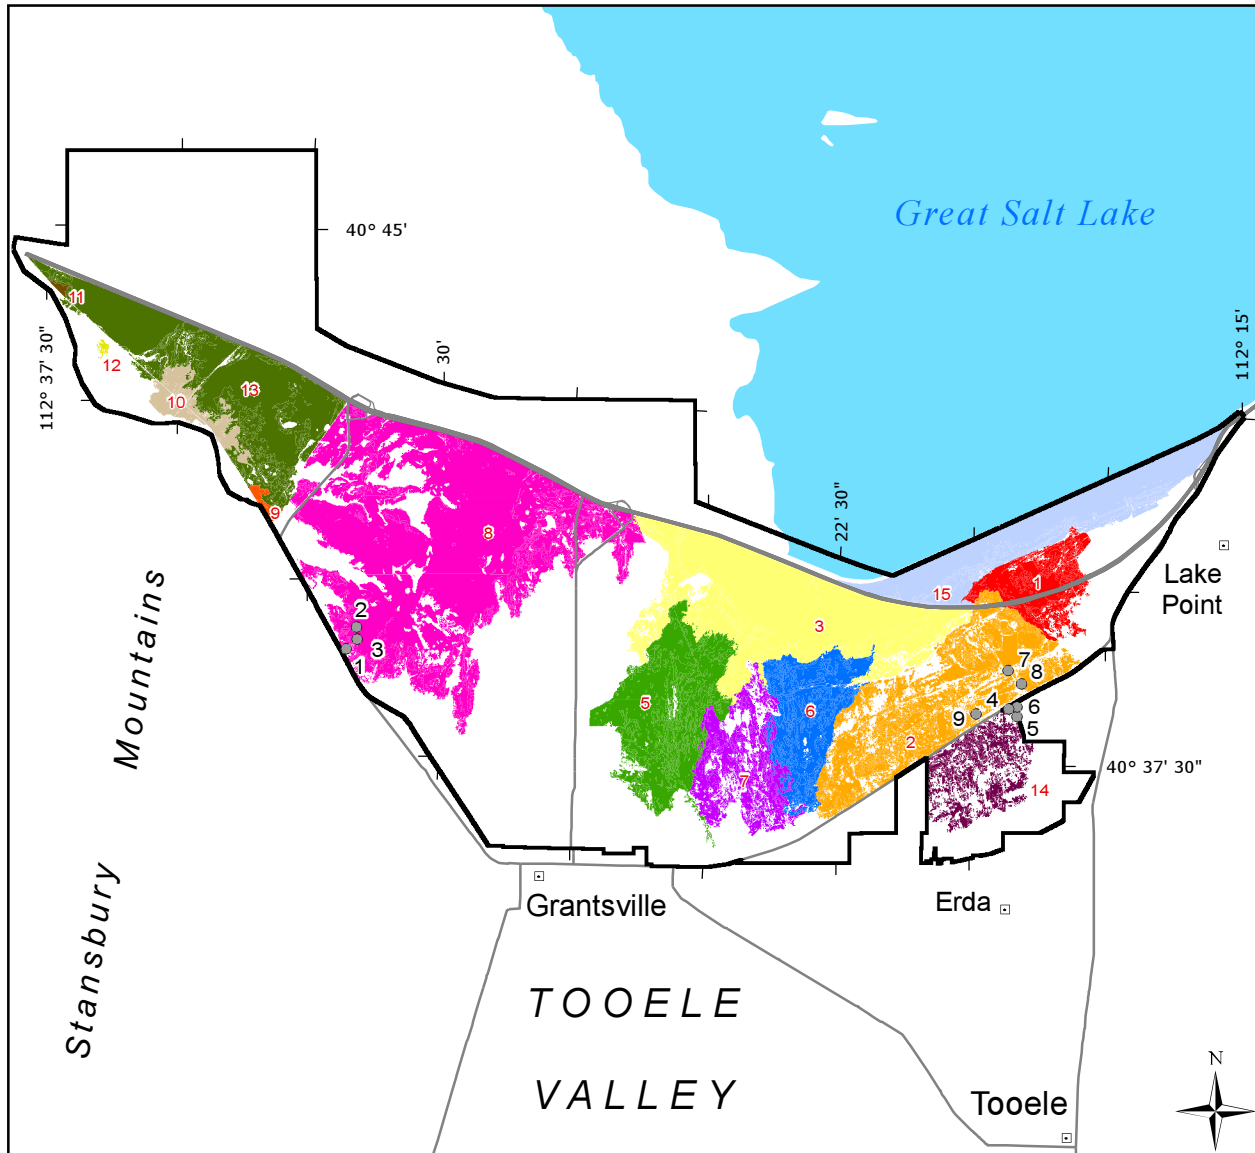 Great Salt Lake
40° 45'
11
112° 37' 30"
30'
112° 15'
12
13
10
9
8
22' 30"
Lake
Point
15
1
2
3
3
1
7
8
5
6
4
6
9
5
2
7
40° 37' 30"
14
Stansbury Mountains
Grantsville
Erda
TOOELE
VALLEY
Tooele
N